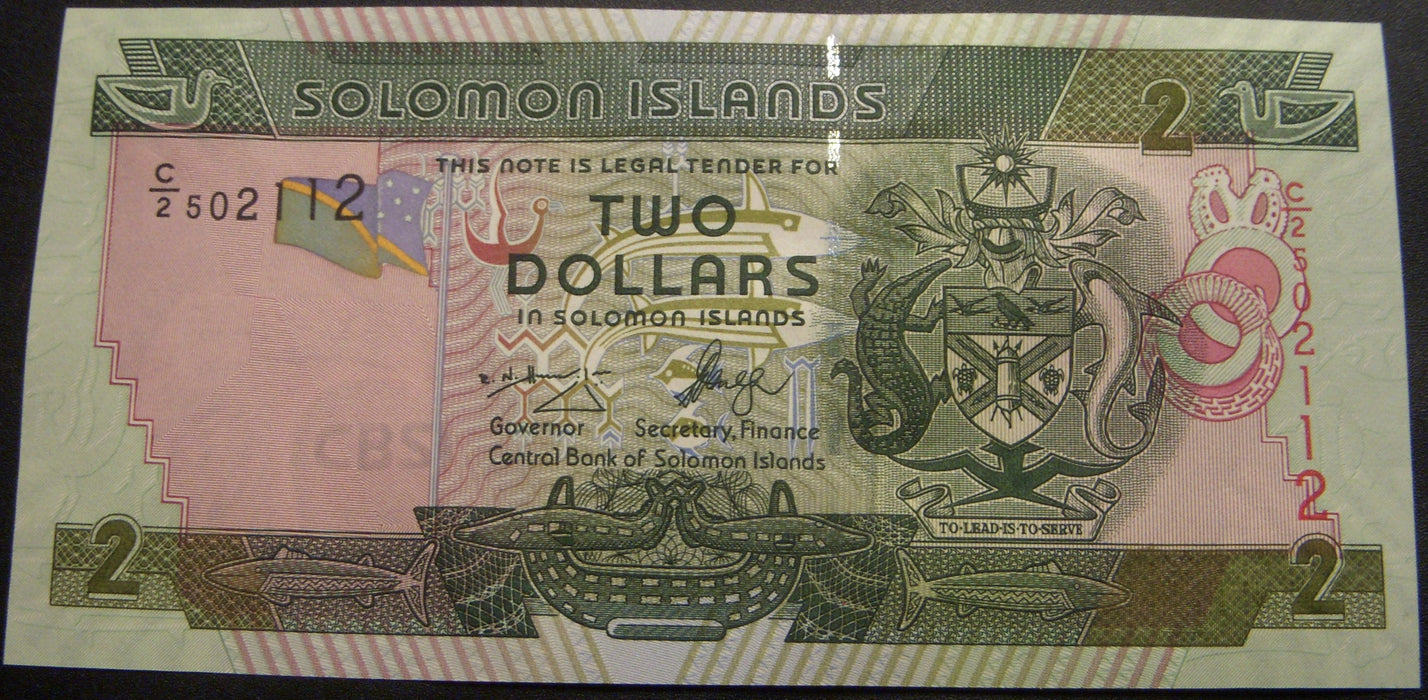 SOLOMON ISLANDS
2
THIS NOTE IS LEGAL TENDER FOR
C/2 502112
TWO
DOLLARS
IN SOLOMON ISLANDS
C/2 502112
Governor Secretary, Finance
Central Bank of Solomon Islands
CBS
TO·LEAD·IS·TO·SERVE
2
2